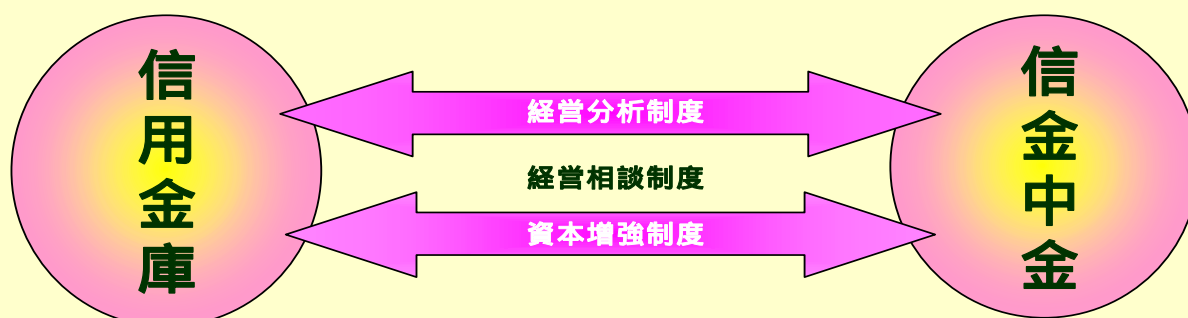 信用金庫
経営分析制度
経営相談制度
資本増強制度
信金中金